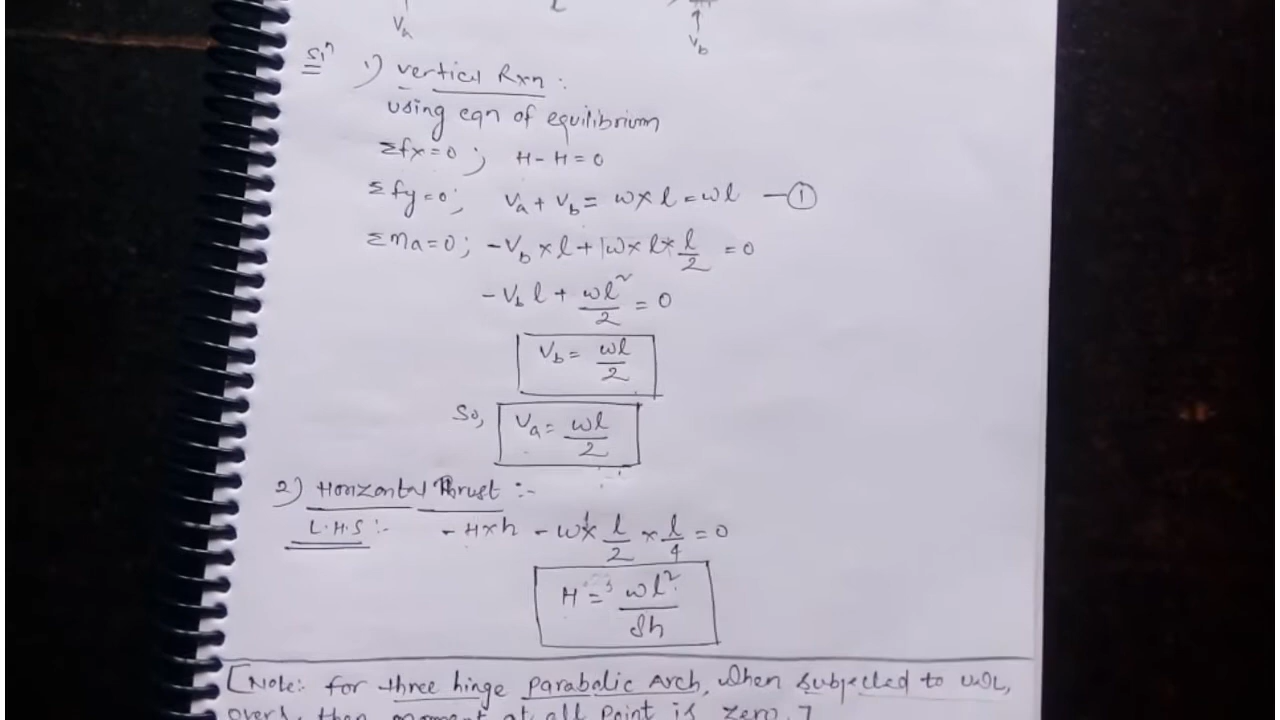 Va l Vb
Sol^n 1) vertical Rxn :
using eqn of equilibrium
Σfx=0 ; H-H=0
Σfy=0; Va+Vb = w×l = wl —①
Σma=0; -Vb×l + w×l×l/2 = 0
-Vb l + wl²/2 = 0
Vb = wl/2
So, Va = wl/2
2) Horizontal Thrust :-
L.H.S :- -H×h - w×l/2×l/4 = 0
H = wl²/8h
[Note: for three hinge parabolic Arch, when subjected to UDL,
over l, then moment at all point is zero.]